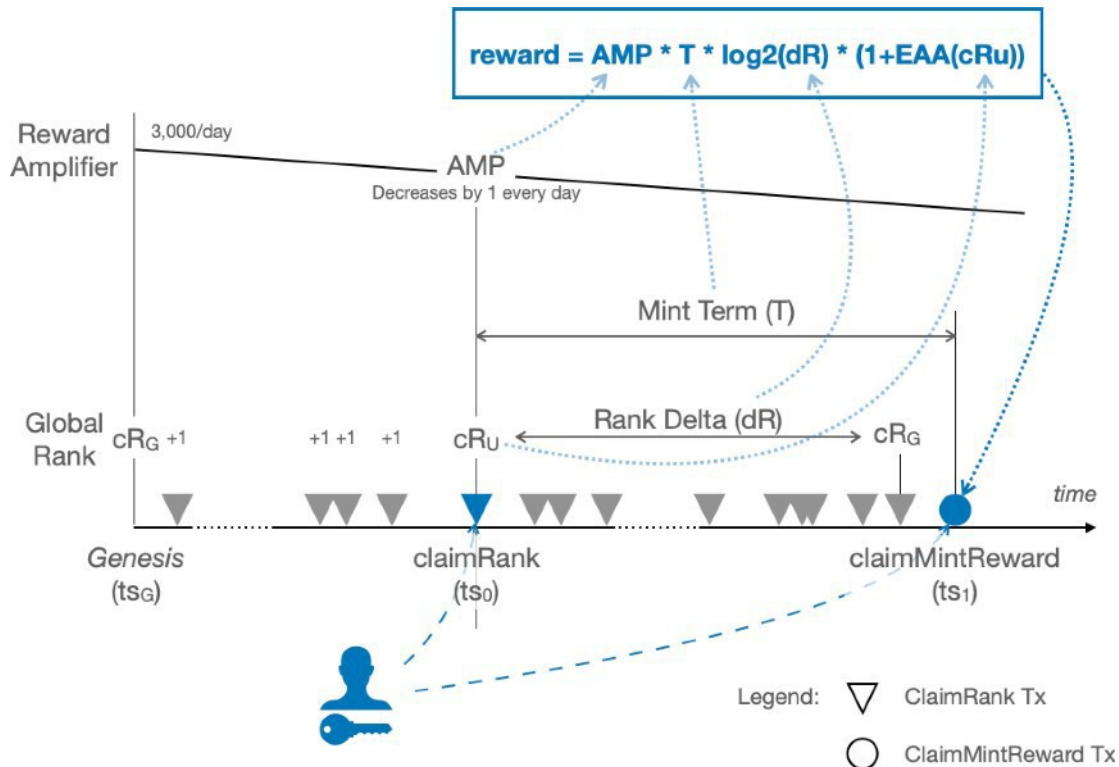 reward = AMP * T * log2(dR) * (1+EAA(cRu))
Reward
Amplifier
3,000/day
AMP
Decreases by 1 every day
Mint Term (T)
Global
Rank
cRG +1
+1 +1
+1
cRU
Rank Delta (dR)
cRG
time
Genesis
(tsG)
claimRank
(ts0)
claimMintReward
(ts1)
Legend:
ClaimRank Tx
ClaimMintReward Tx